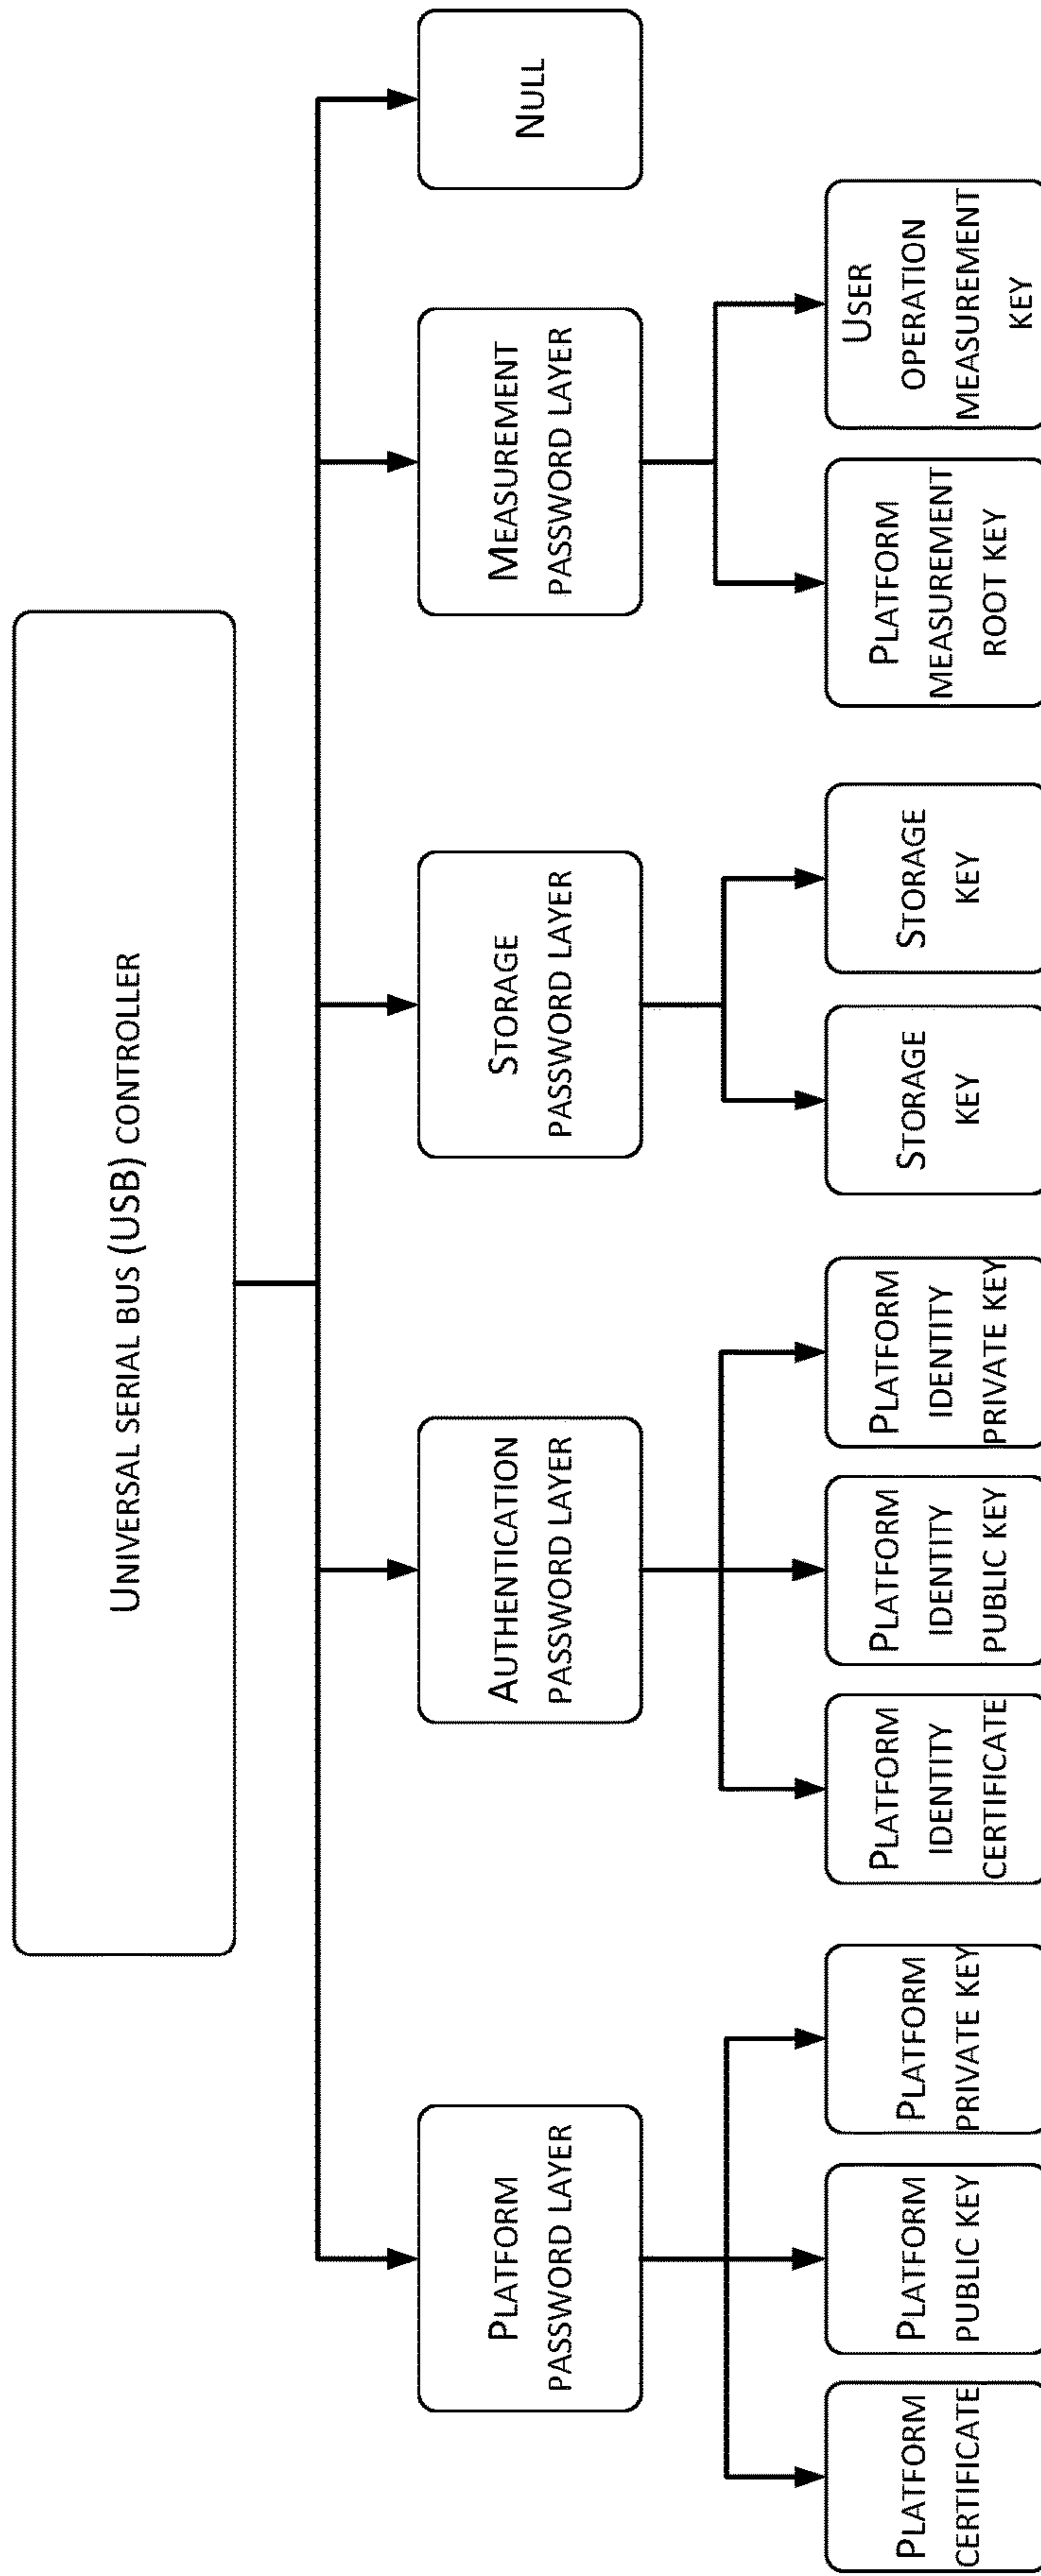 UNIVERSAL SERIAL BUS (USB) CONTROLLER
PLATFORM
PASSWORD LAYER
AUTHENTICATION
PASSWORD LAYER
STORAGE
PASSWORD LAYER
MEASUREMENT
PASSWORD LAYER
NULL
PLATFORM
CERTIFICATE
PLATFORM
PUBLIC KEY
PLATFORM
PRIVATE KEY
PLATFORM
IDENTITY
CERTIFICATE
PLATFORM
IDENTITY
PUBLIC KEY
PLATFORM
IDENTITY
PRIVATE KEY
STORAGE
KEY
STORAGE
KEY
PLATFORM
MEASUREMENT
ROOT KEY
USER
OPERATION
MEASUREMENT
KEY